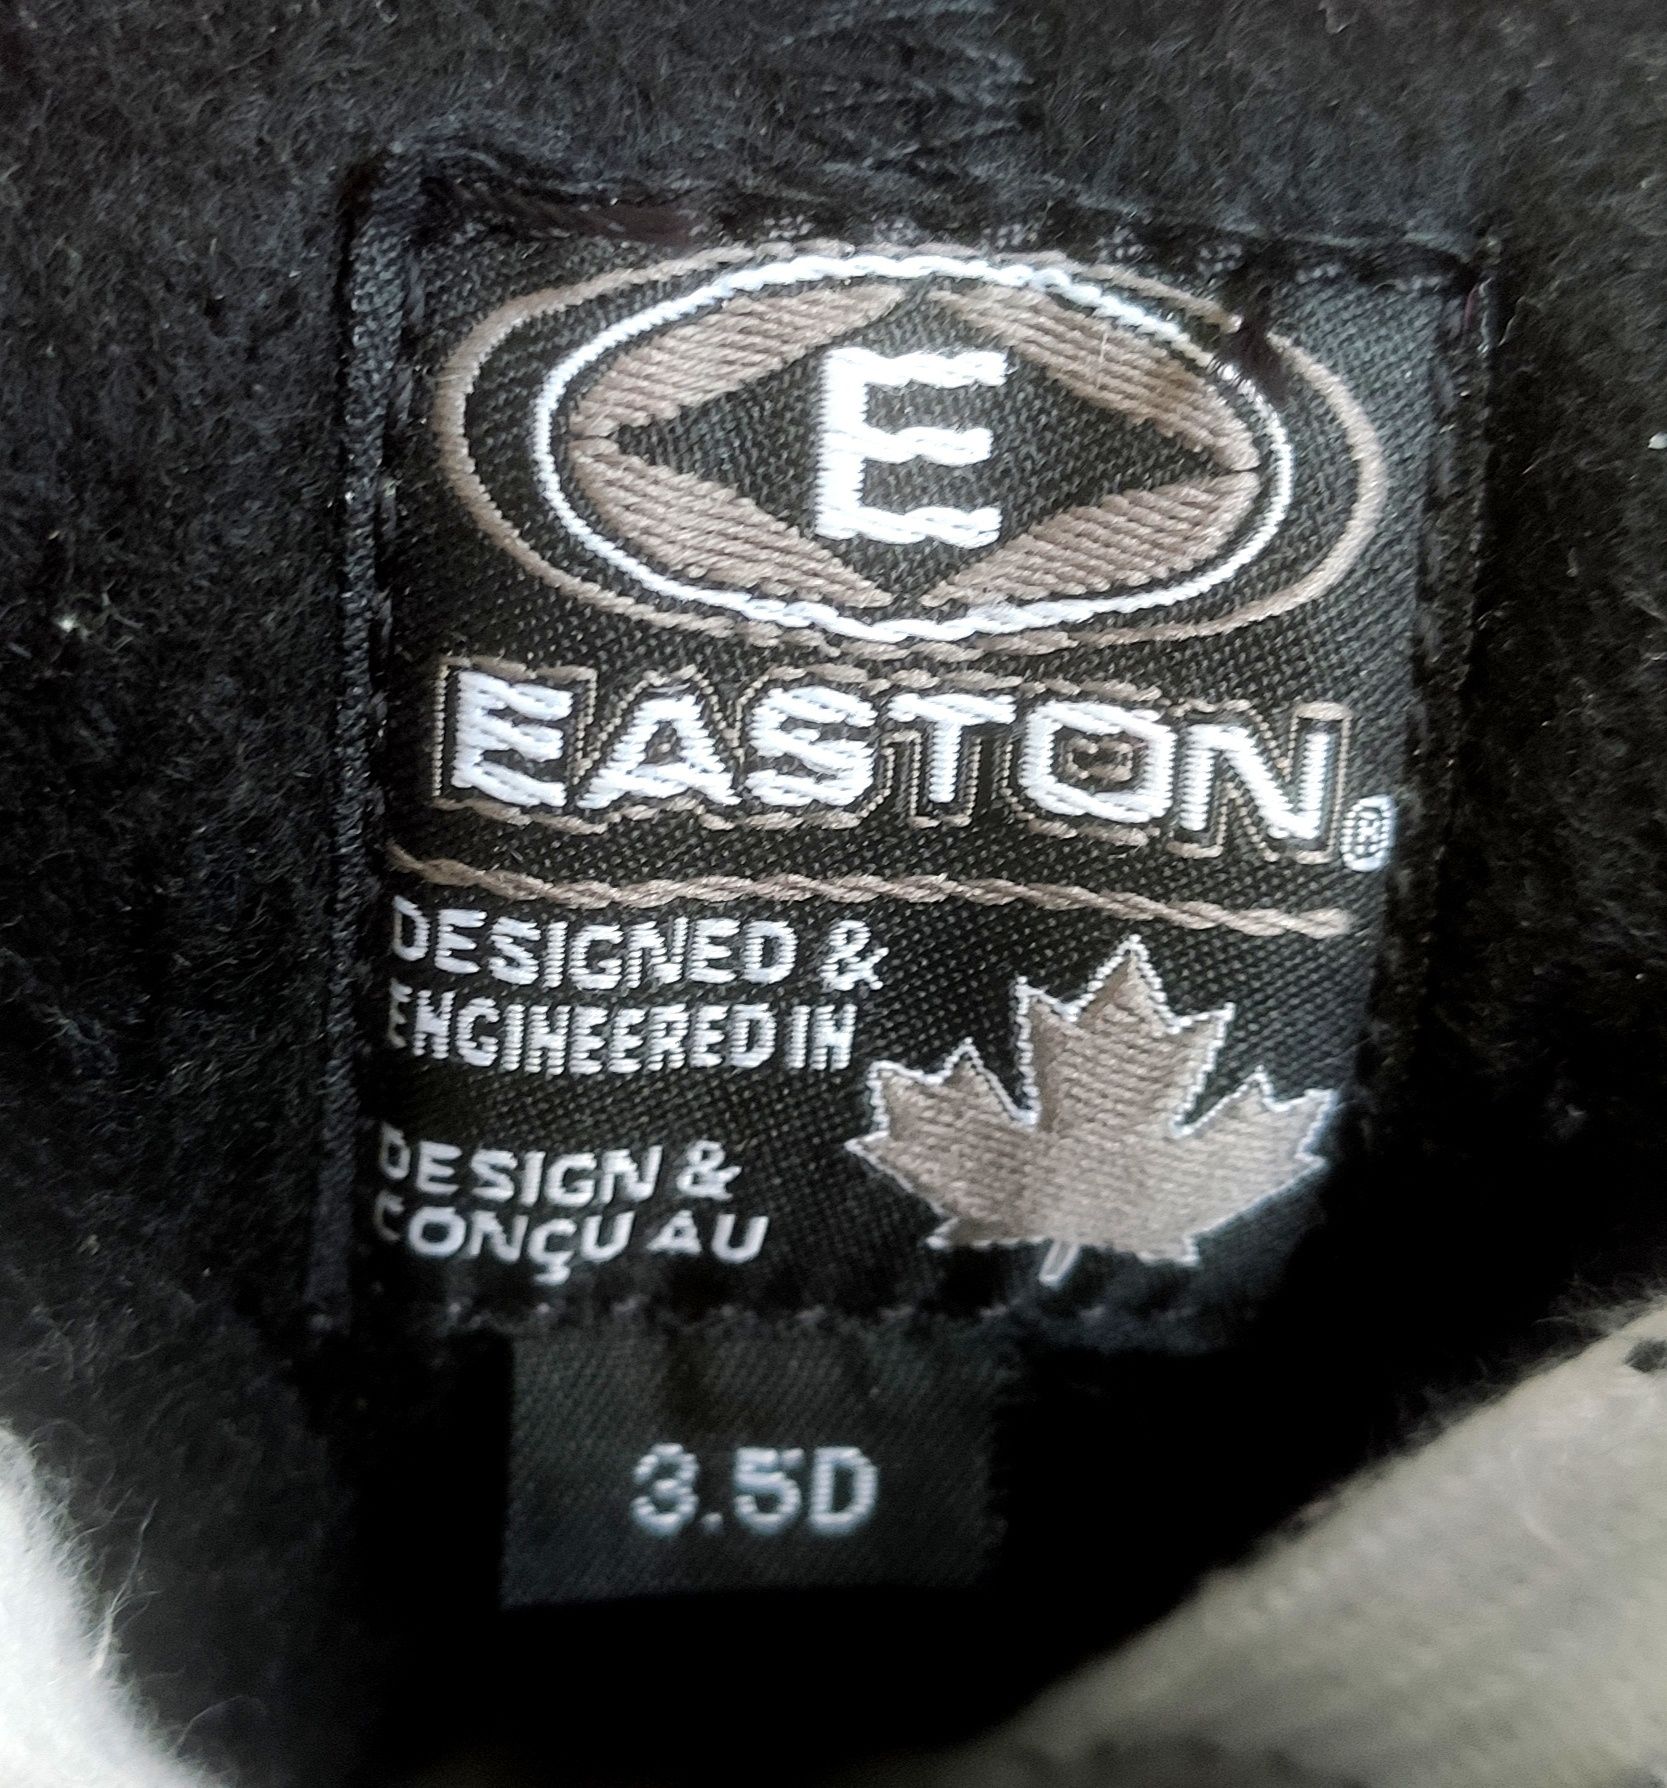 E
EASTON®
DESIGNED &
ENGINEERED IN
DESIGN &
CONÇU AU
3.5D